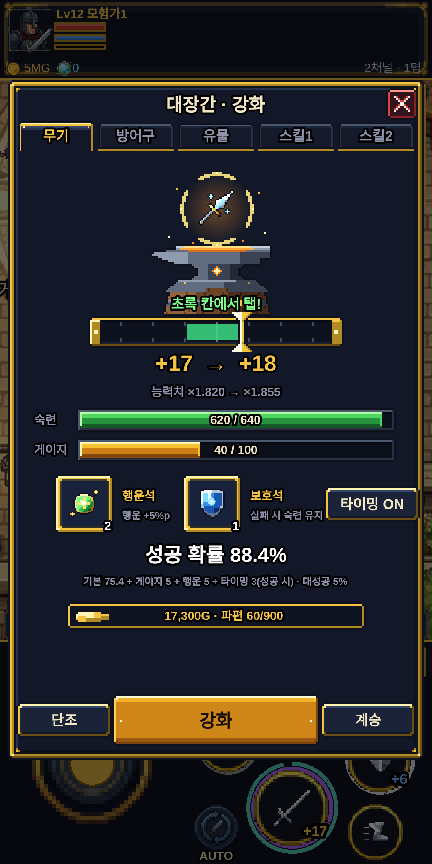 Lv12 모험가1
5MG 0
2채널 · 1명
대장간 · 강화
무기 방어구 유물 스킬1 스킬2
초록 칸에서 탭!
+17 → +18
능력치 ×1.820 → ×1.855
숙련 620 / 640
게이지 40 / 100
행운석
행운 +5%p
2
보호석
실패 시 숙련 유지
1
타이밍 ON
성공 확률 88.4%
기본 75.4 + 게이지 5 + 행운 5 + 타이밍 3(성공 시) · 대성공 5%
17,300G · 파편 60/900
단조 강화 계승
+6
+17
AUTO